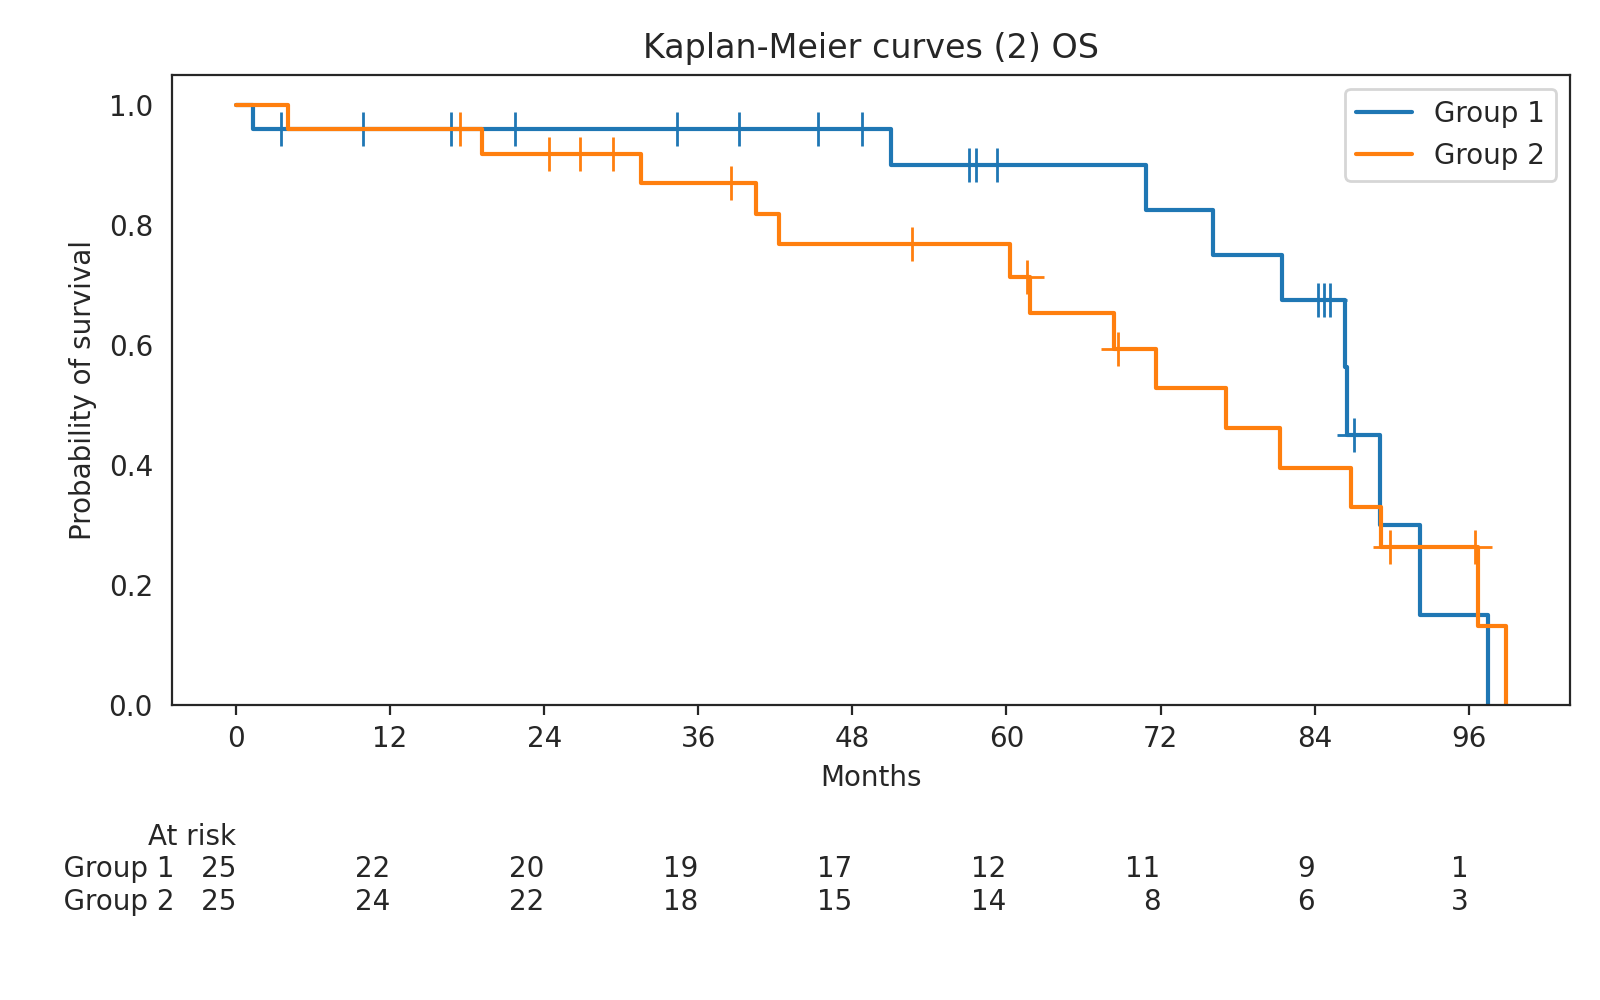 Kaplan-Meier curves (2) OS
Group 1
Group 2
Probability of survival
1.0
0.8
0.6
0.4
0.2
0.0
0 12 24 36 48 60 72 84 96
Months
At risk
Group 1 25 22 20 19 17 12 11 9 1
Group 2 25 24 22 18 15 14 8 6 3